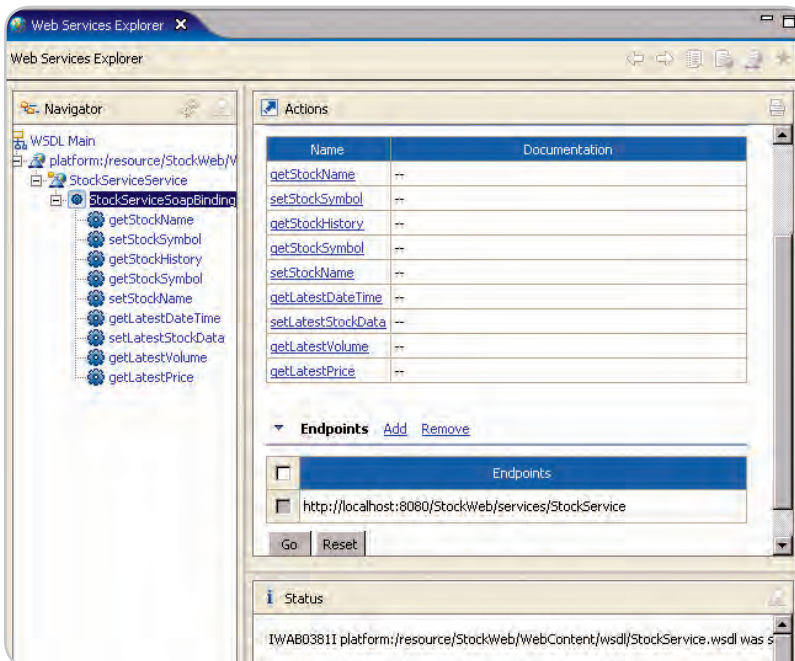 Web Services Explorer
Web Services Explorer
Navigator
WSDL Main
platform:/resource/StockWeb/W
StockServiceService
StockServiceSoapBinding
getStockName
setStockSymbol
getStockHistory
getStockSymbol
setStockName
getLatestDateTime
setLatestStockData
getLatestVolume
getLatestPrice
Actions
Name Documentation
getStockName --
setStockSymbol --
getStockHistory --
getStockSymbol --
setStockName --
getLatestDateTime --
setLatestStockData --
getLatestVolume --
getLatestPrice --
Endpoints Add Remove
Endpoints
http://localhost:8080/StockWeb/services/StockService
Go Reset
i Status
IWAB0381I platform:/resource/StockWeb/WebContent/wsdl/StockService.wsdl was s